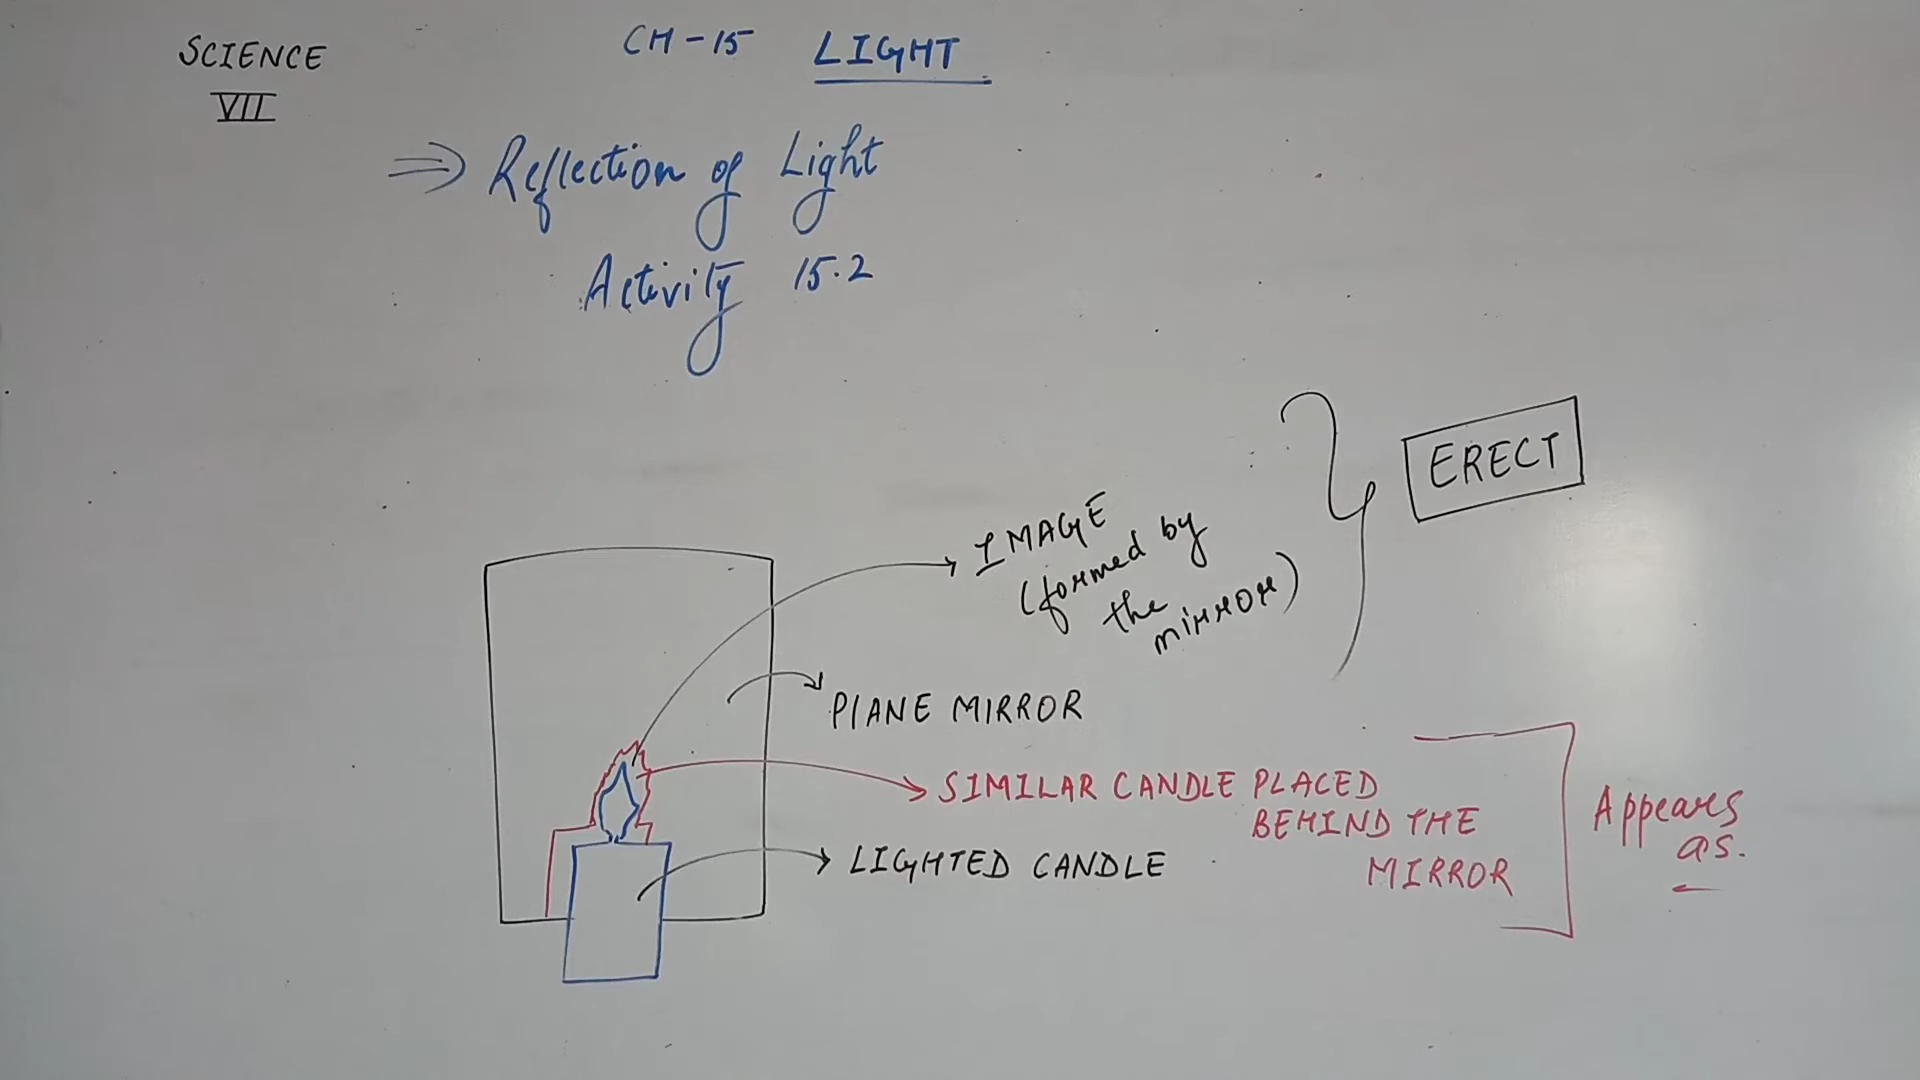 SCIENCE
VII
CH-15 LIGHT
⇒ Reflection of Light
Activity 15.2
ERECT
IMAGE
(formed by
the
mirror)
PLANE MIRROR
SIMILAR CANDLE PLACED
BEHIND THE
MIRROR
Appears
as.
LIGHTED CANDLE